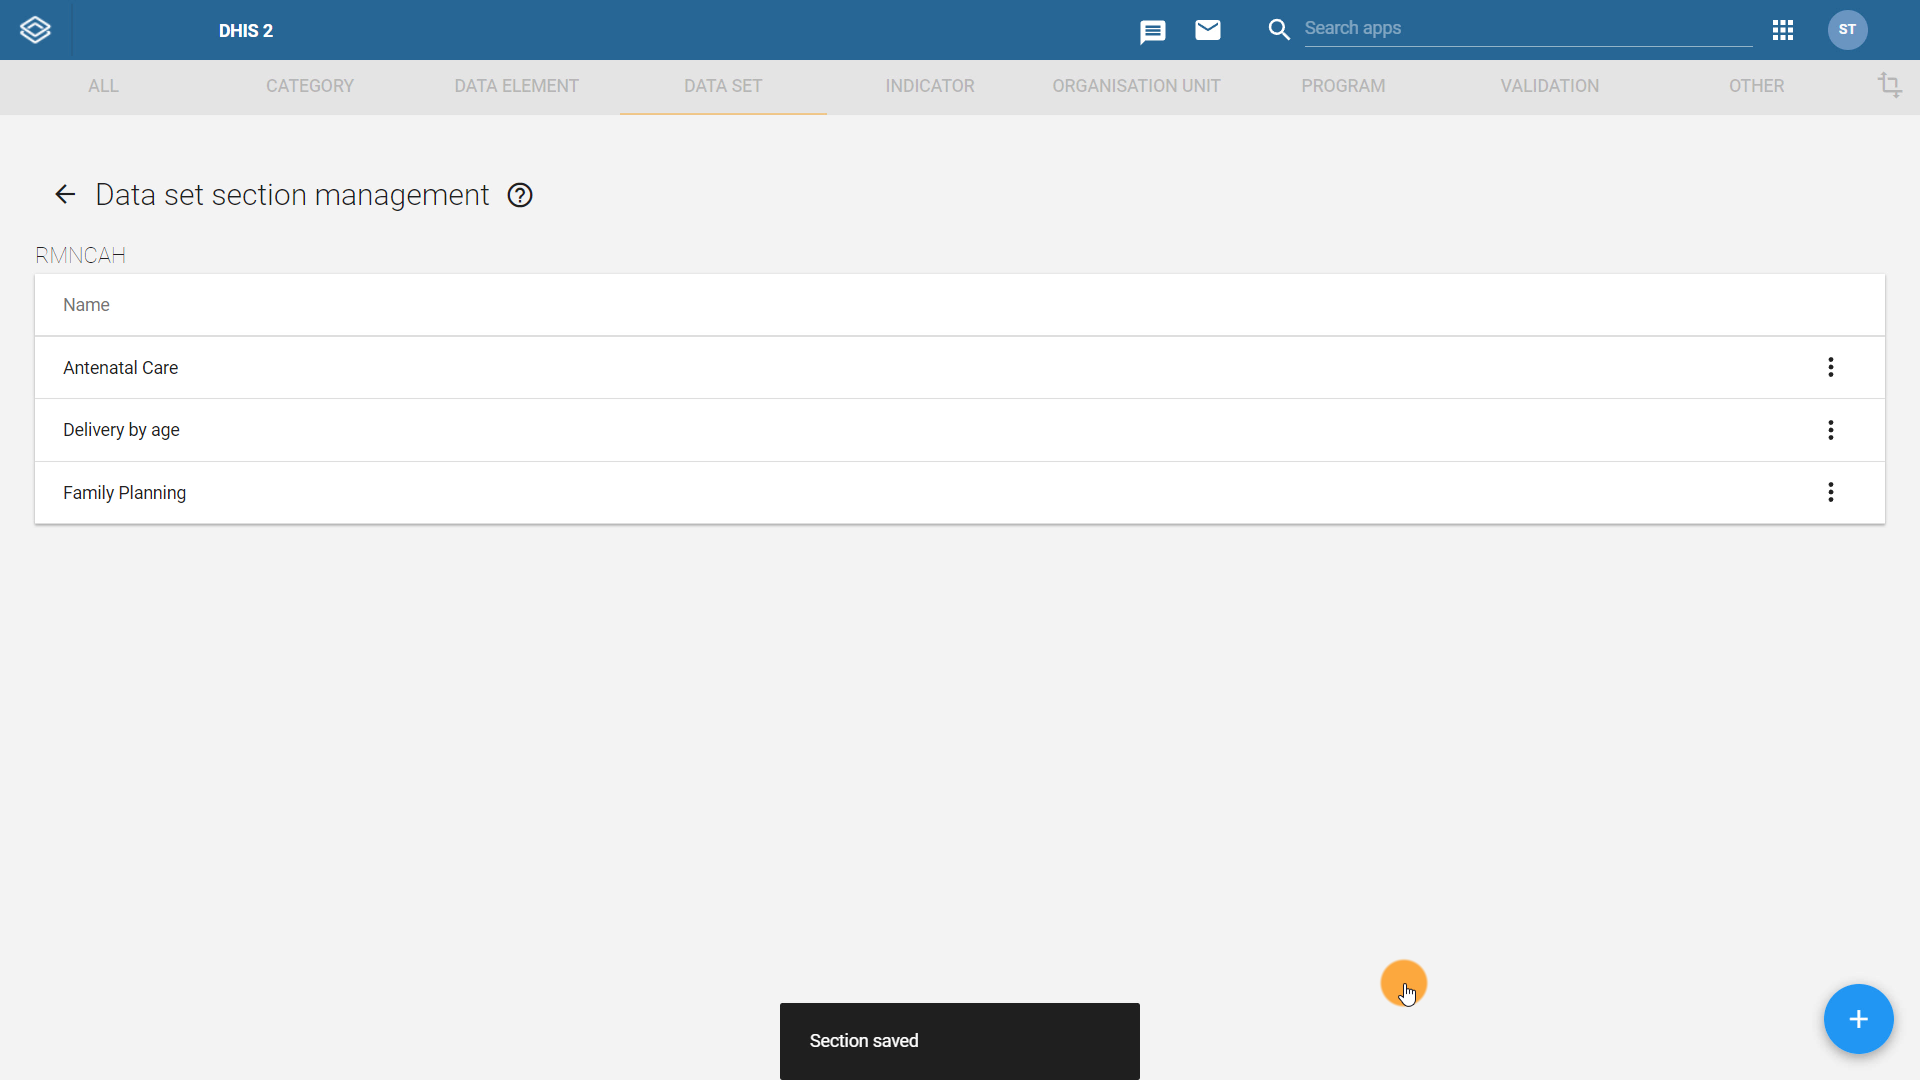 DHIS 2
Search apps
ST
ALL
CATEGORY
DATA ELEMENT
DATA SET
INDICATOR
ORGANISATION UNIT
PROGRAM
VALIDATION
OTHER
Data set section management
RMNCAH
Name
Antenatal Care
Delivery by age
Family Planning
Section saved